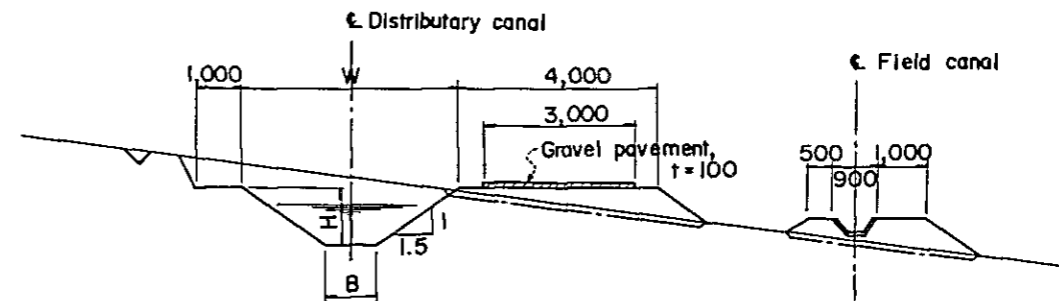 ℄ Distributary canal
℄ Field canal
1,000
W
4,000
3,000
Gravel pavement,
t=100
500
1,000
900
H
1
1.5
B